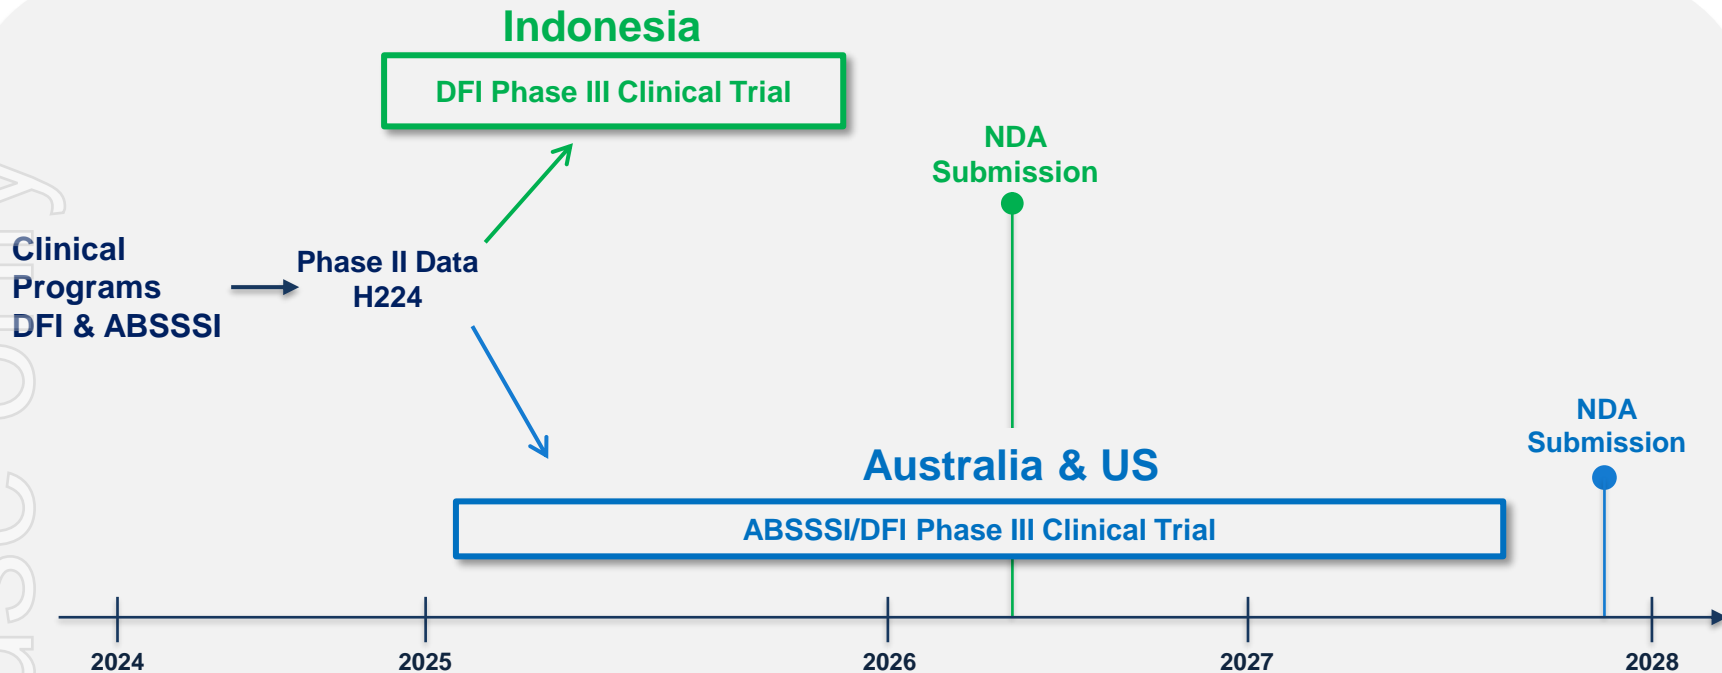 Indonesia
DFI Phase III Clinical Trial
NDA
Submission
Clinical
Programs
DFI & ABSSSI
Phase II Data
H224
NDA
Submission
Australia & US
ABSSSI/DFI Phase III Clinical Trial
2024
2025
2026
2027
2028